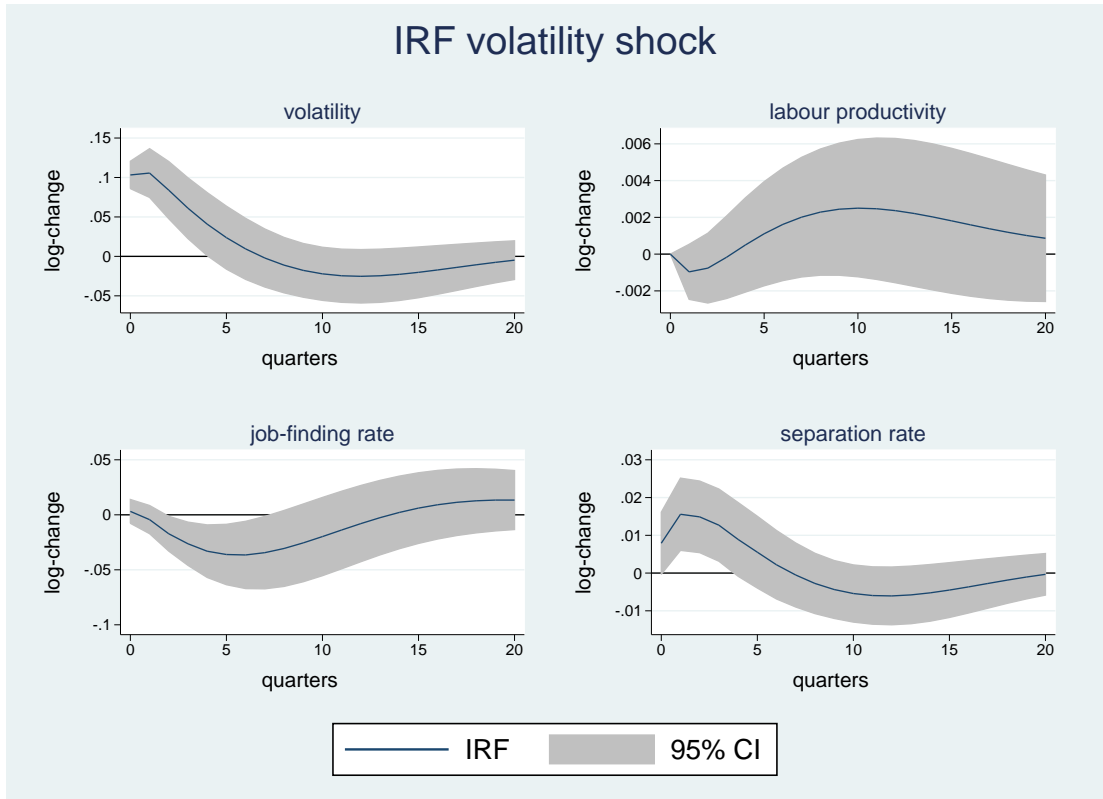 IRF volatility shock
volatility
log-change
.15
.1
.05
0
-.05
0 5 10 15 20
quarters
labour productivity
log-change
.006
.004
.002
0
-.002
0 5 10 15 20
quarters
job-finding rate
log-change
.05
0
-.05
-.1
0 5 10 15 20
quarters
separation rate
log-change
.03
.02
.01
0
-.01
0 5 10 15 20
quarters
IRF 95% CI